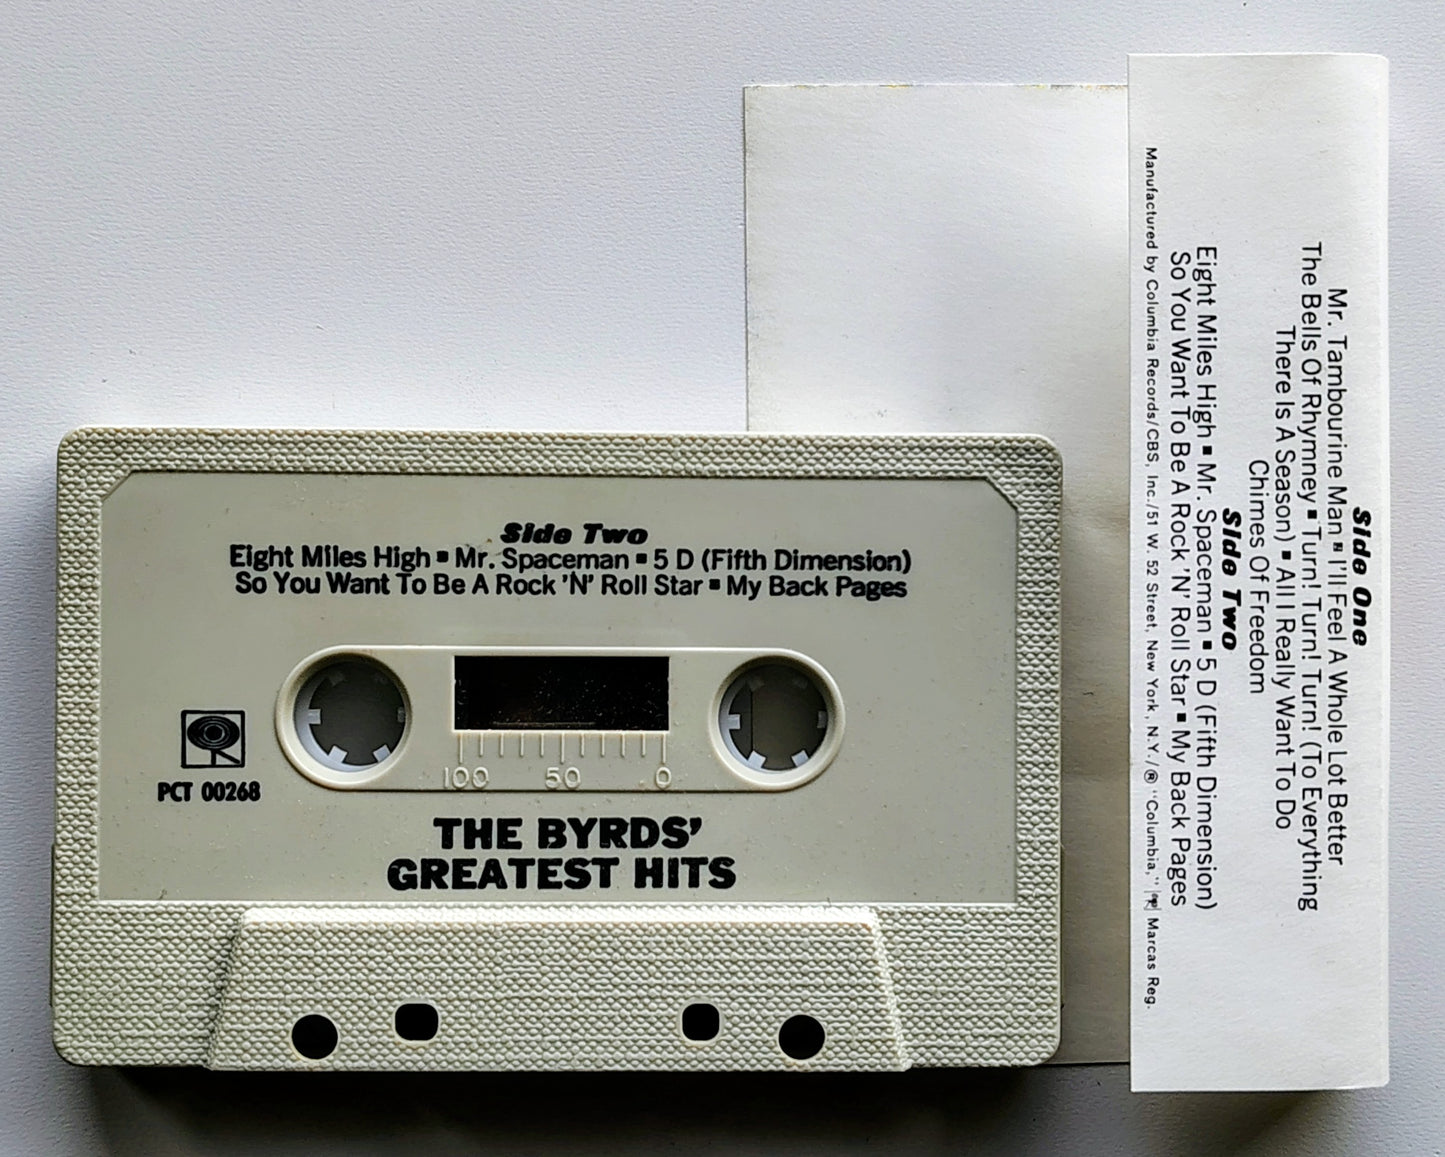 Side Two
Eight Miles High ▪ Mr. Spaceman ▪ 5 D (Fifth Dimension)
So You Want To Be A Rock 'N' Roll Star ▪ My Back Pages
100 50 0
PCT 00268
THE BYRDS'
GREATEST HITS
Side One
Mr. Tambourine Man ▪ I'll Feel A Whole Lot Better
The Bells Of Rhymney ▪ Turn! Turn! Turn! (To Everything
There Is A Season) ▪ All I Really Want To Do
Chimes Of Freedom
Side Two
Eight Miles High ▪ Mr. Spaceman ▪ 5 D (Fifth Dimension)
So You Want To Be A Rock 'N' Roll Star ▪ My Back Pages
Manufactured by Columbia Records/CBS, Inc./51 W. 52 Street, New York, N.Y./® "Columbia," Marcas Reg.